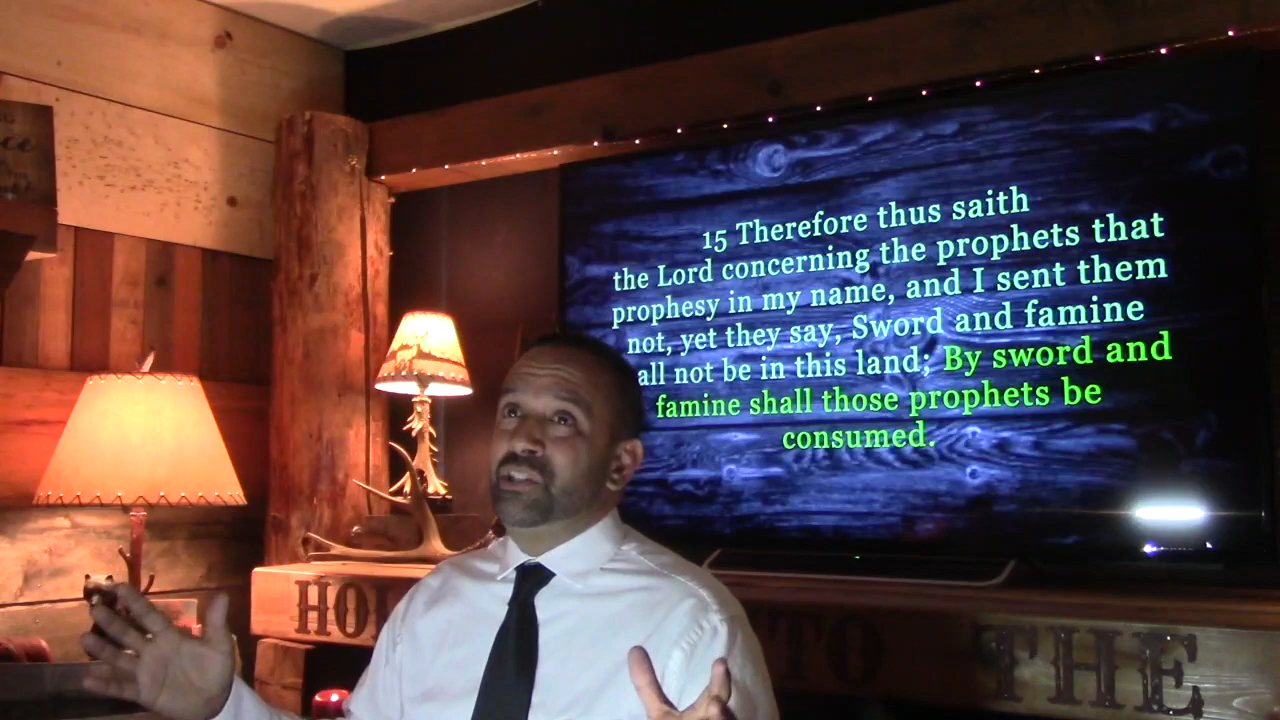 15 Therefore thus saith
the Lord concerning the prophets that
prophesy in my name, and I sent them
not, yet they say, Sword and famine
all not be in this land; By sword and
famine shall those prophets be
consumed.
HO
TO THE